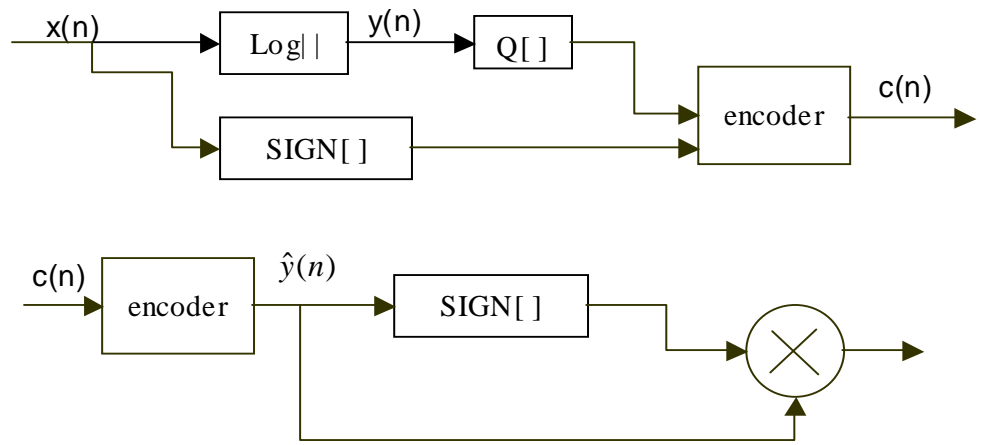 x(n)
Log||
y(n)
Q[ ]
SIGN[ ]
encoder
c(n)
c(n)
encoder
ŷ(n)
SIGN[ ]